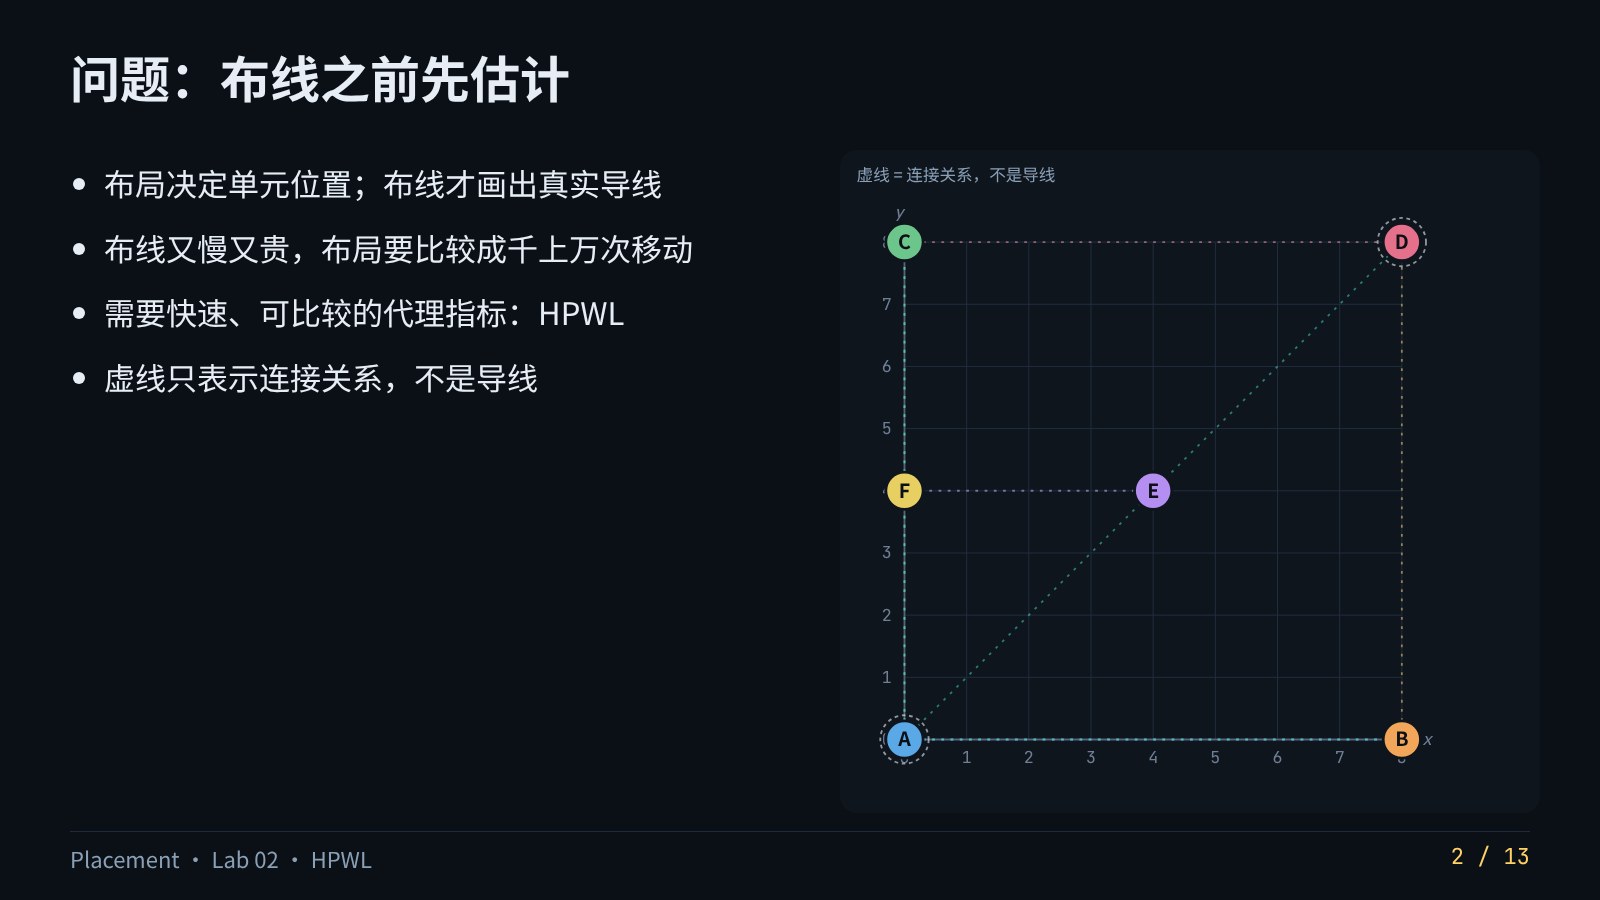 问题：布线之前先估计
布局决定单元位置；布线才画出真实导线
布线又慢又贵，布局要比较成千上万次移动
需要快速、可比较的代理指标：HPWL
虚线只表示连接关系，不是导线
虚线 = 连接关系，不是导线
y
C
D
7
6
5
F
E
3
2
1
A
B
x
1
2
3
4
5
6
7
Placement • Lab 02 • HPWL
2 / 13